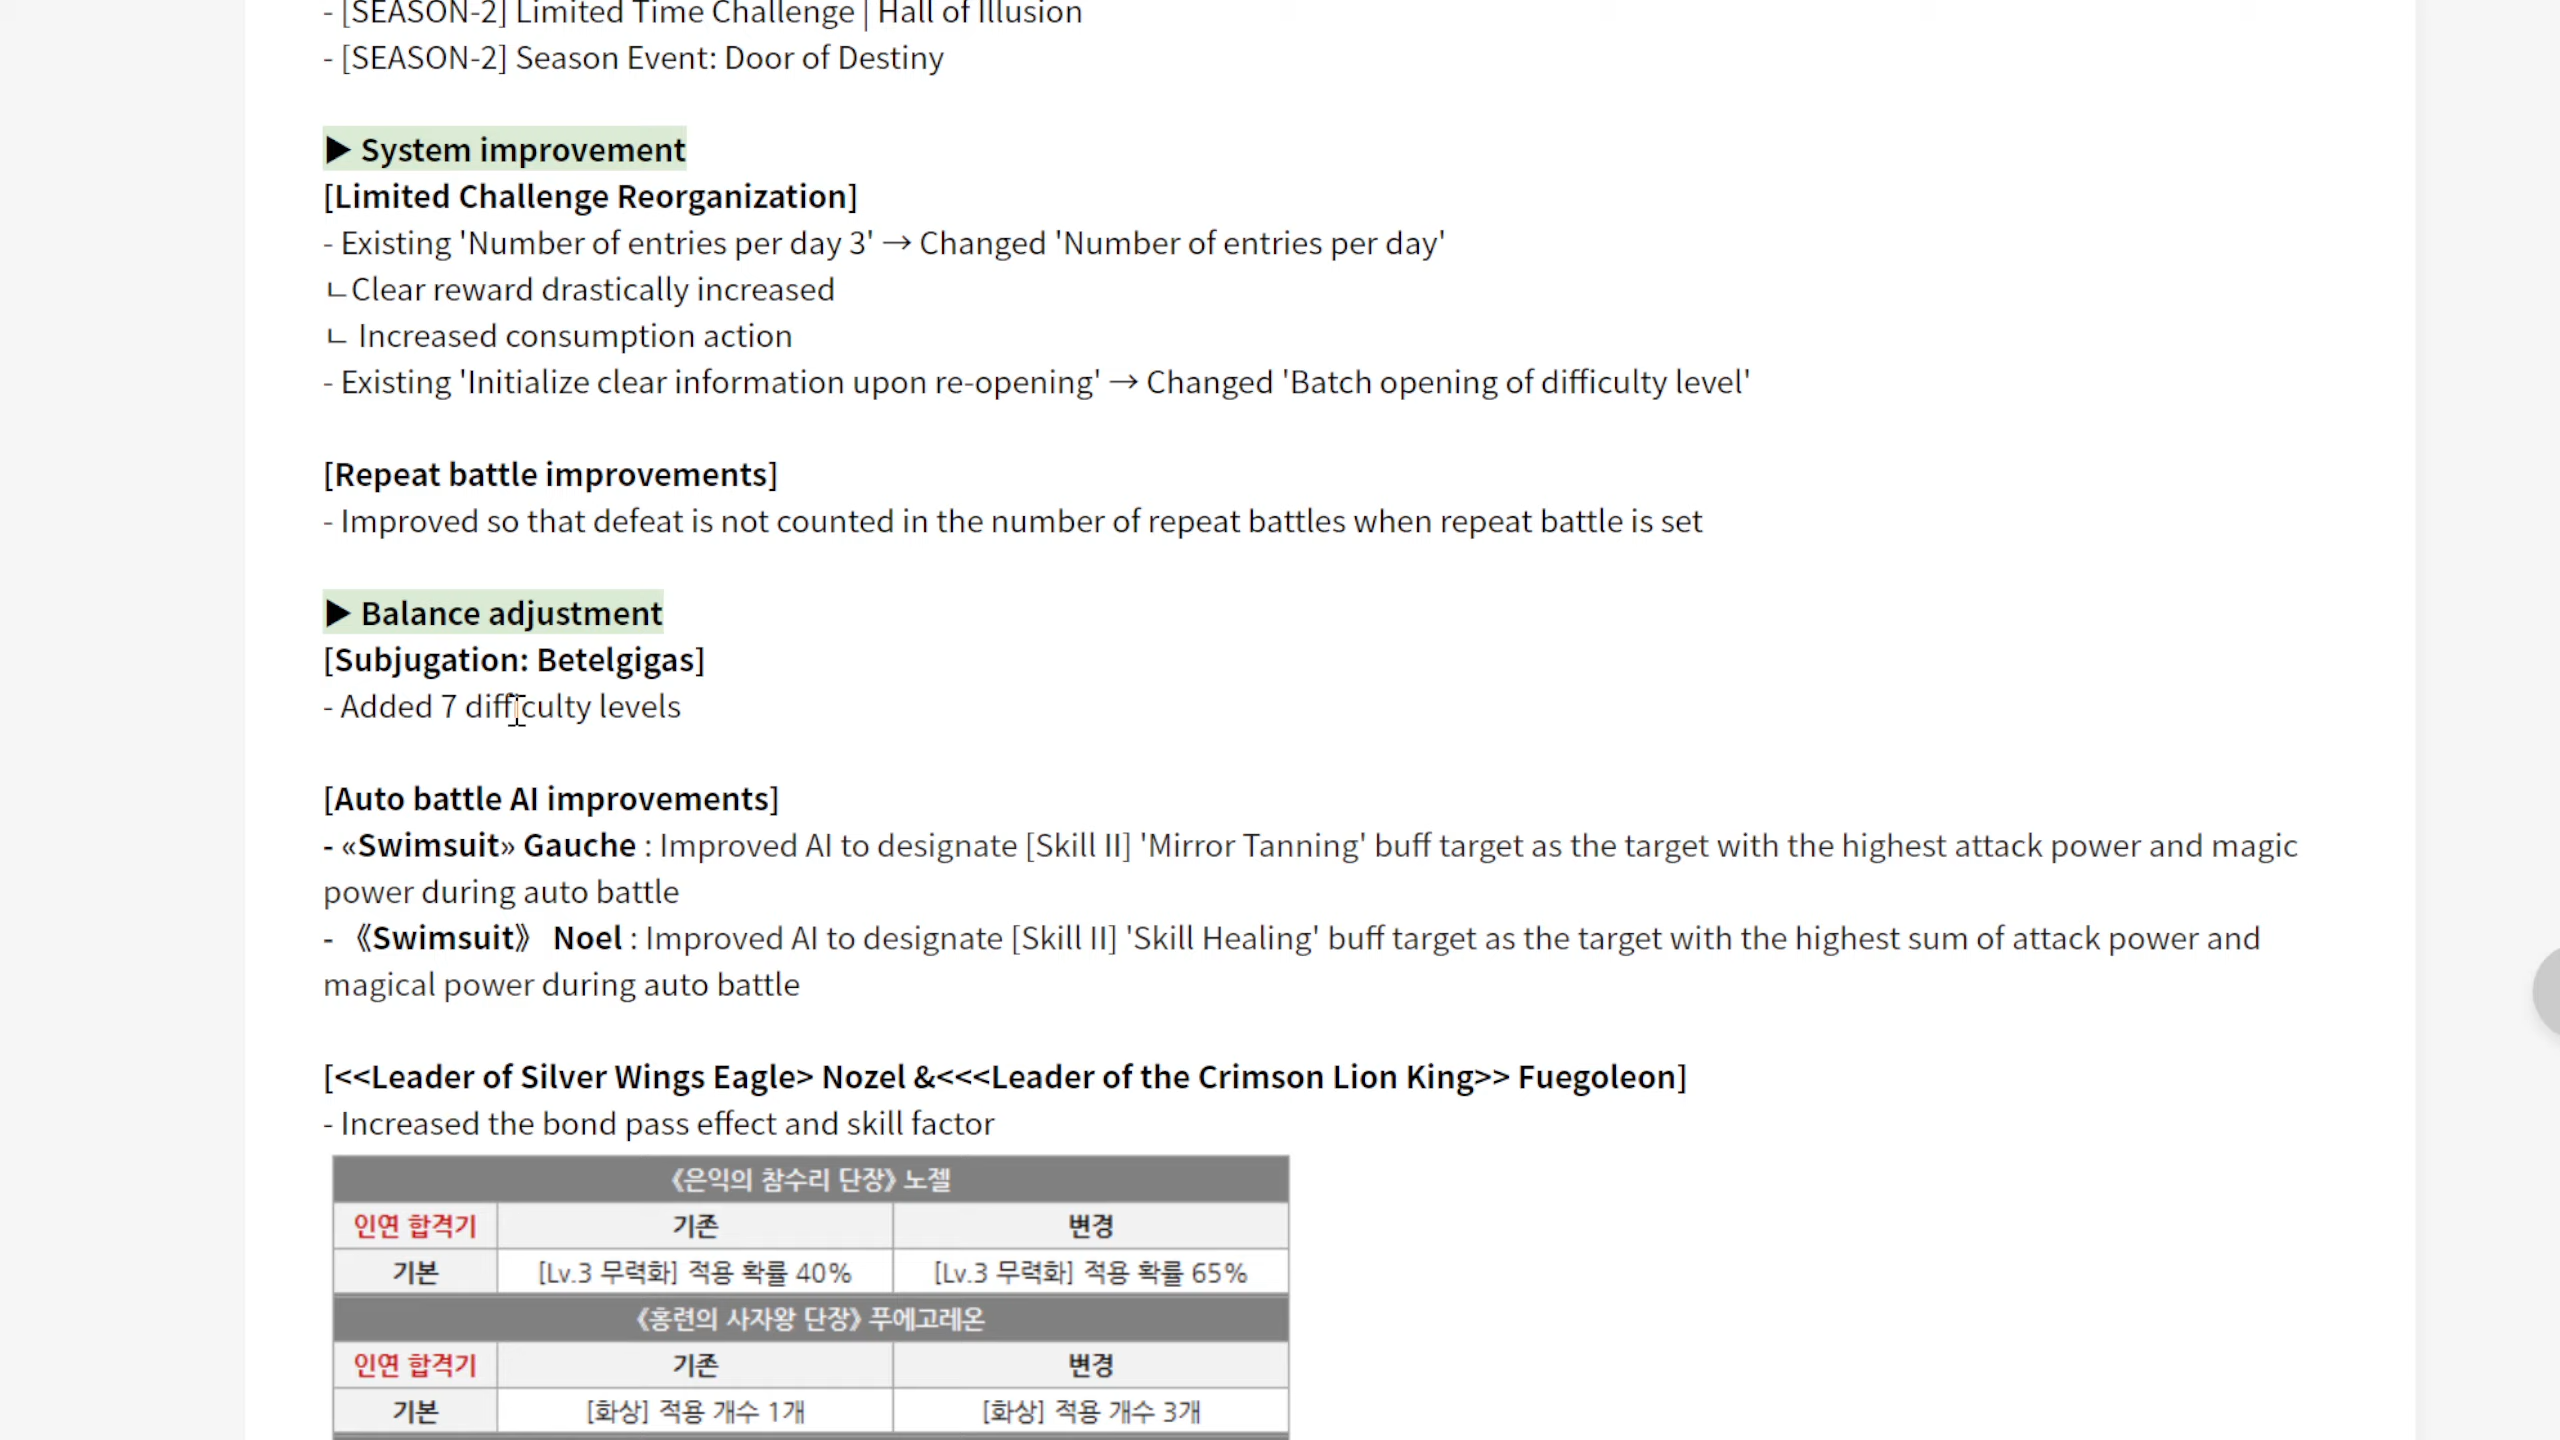 - [SEASON-2] Limited Time Challenge | Hall of Illusion
- [SEASON-2] Season Event: Door of Destiny
▶ System improvement
[Limited Challenge Reorganization]
- Existing 'Number of entries per day 3' → Changed 'Number of entries per day'
ㄴClear reward drastically increased
ㄴ Increased consumption action
- Existing 'Initialize clear information upon re-opening' → Changed 'Batch opening of difficulty level'
[Repeat battle improvements]
- Improved so that defeat is not counted in the number of repeat battles when repeat battle is set
▶ Balance adjustment
[Subjugation: Betelgigas]
- Added 7 difficulty levels
[Auto battle AI improvements]
- «Swimsuit» Gauche : Improved AI to designate [Skill II] 'Mirror Tanning' buff target as the target with the highest attack power and magic
power during auto battle
- 《Swimsuit》 Noel : Improved AI to designate [Skill II] 'Skill Healing' buff target as the target with the highest sum of attack power and
magical power during auto battle
[<<Leader of Silver Wings Eagle> Nozel &<<<Leader of the Crimson Lion King>> Fuegoleon]
- Increased the bond pass effect and skill factor
《은익의 참수리 단장》 노젤
인연 합격기 기존 변경
기본 [Lv.3 무력화] 적용 확률 40% [Lv.3 무력화] 적용 확률 65%
《홍련의 사자왕 단장》 푸에고레온
인연 합격기 기존 변경
기본 [화상] 적용 개수 1개 [화상] 적용 개수 3개